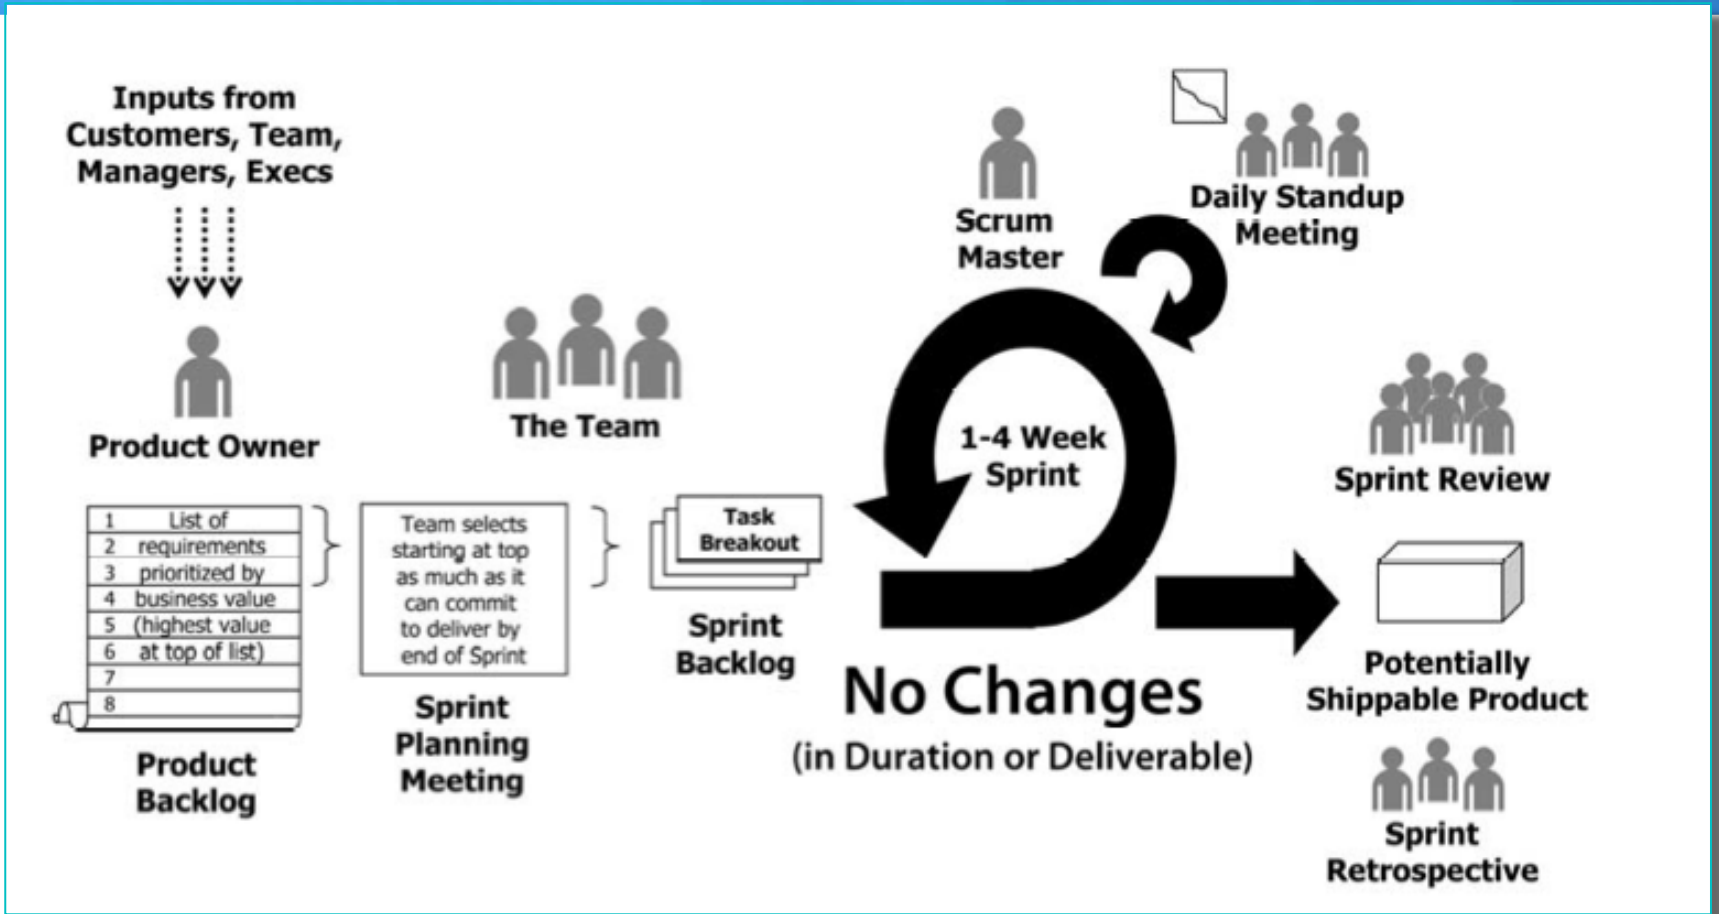 Inputs from
Customers, Team,
Managers, Execs
Product Owner
The Team
Scrum
Master
Daily Standup
Meeting
1 List of
2 requirements
3 prioritized by
4 business value
5 (highest value
6 at top of list)
7
8
Product
Backlog
Team selects
starting at top
as much as it
can commit
to deliver by
end of Sprint
Sprint
Planning
Meeting
Task
Breakout
Sprint
Backlog
1-4 Week
Sprint
No Changes
(in Duration or Deliverable)
Sprint Review
Potentially
Shippable Product
Sprint
Retrospective